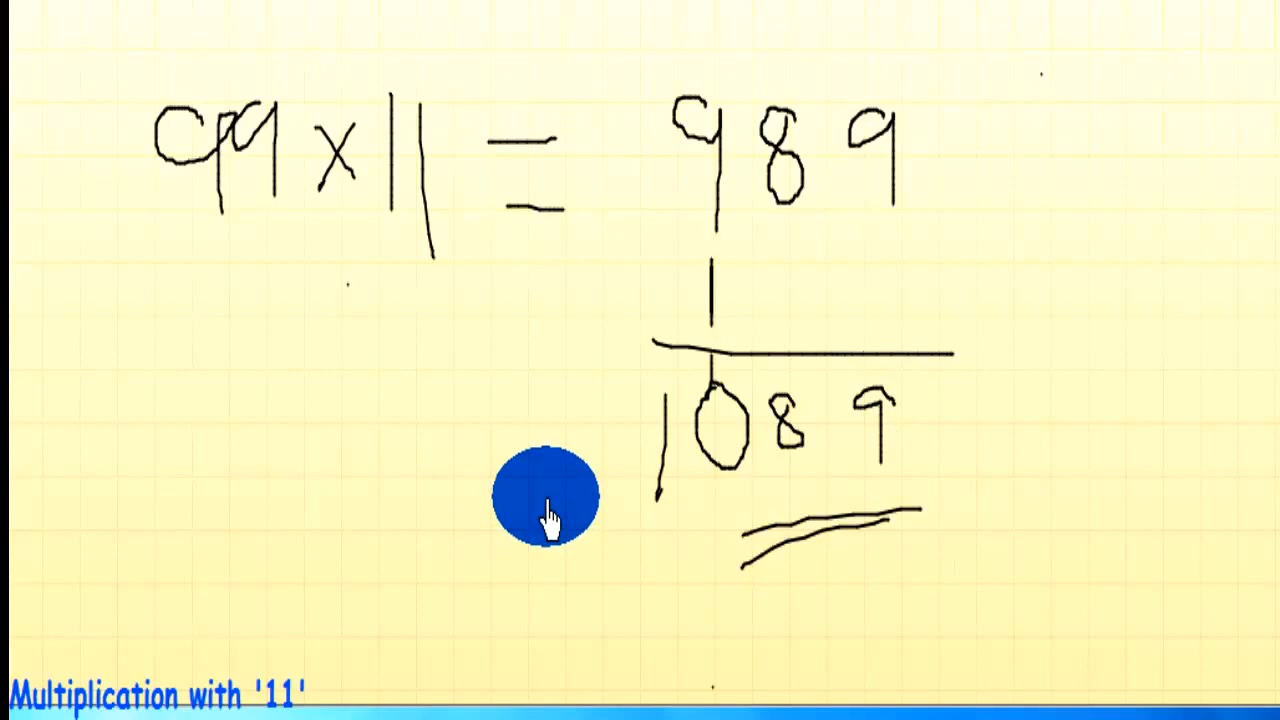 99 x 11 = 989
1
1089
Multiplication with '11'